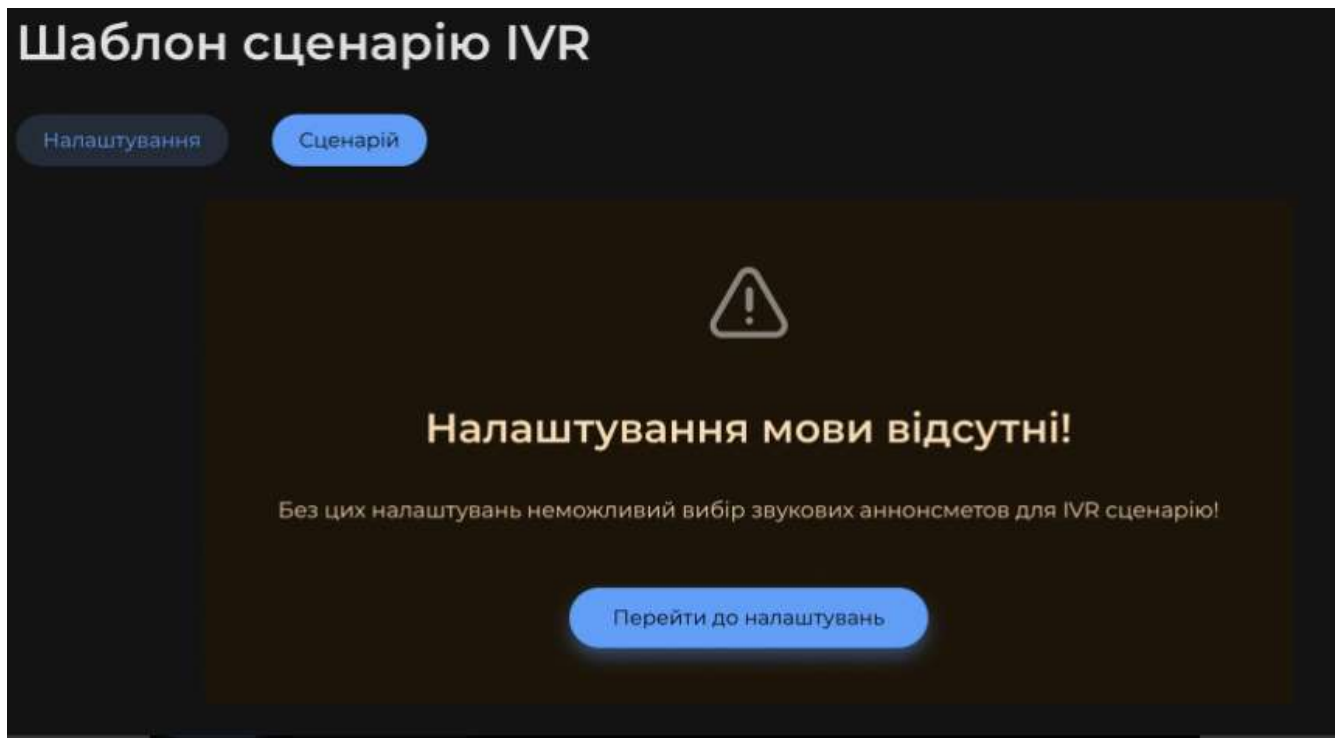 Шаблон сценарію IVR
Налаштування
Сценарій
Налаштування мови відсутні!
Без цих налаштувань неможливий вибір звукових аннонсметов для IVR сценарію!
Перейти до налаштувань